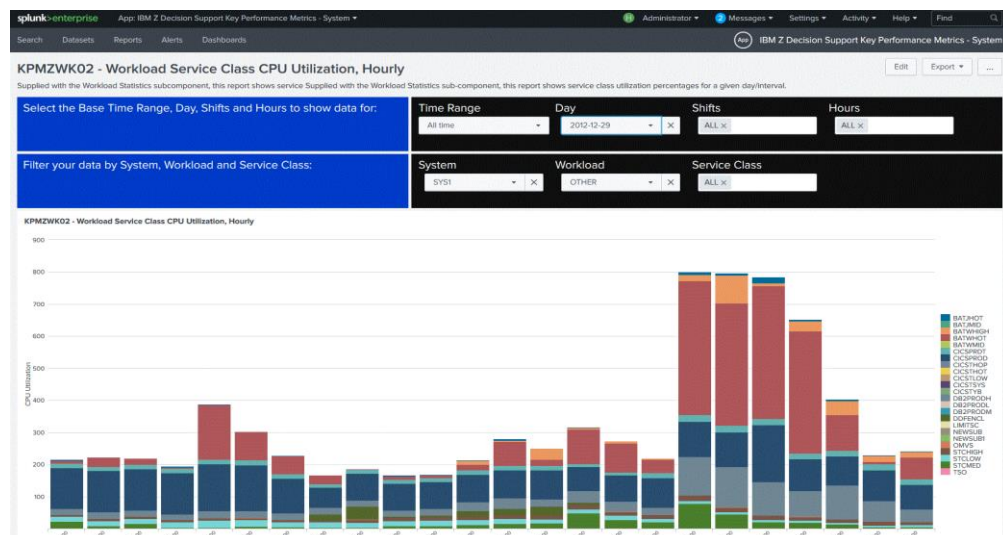 splunk>enterprise App: IBM Z Decision Support Key Performance Metrics - System Administrator Messages Settings Activity Help Find
Search Datasets Reports Alerts Dashboards App IBM Z Decision Support Key Performance Metrics - System
KPMZWK02 - Workload Service Class CPU Utilization, Hourly Edit Export ...
Supplied with the Workload Statistics subcomponent, this report shows service Supplied with the Workload Statistics sub-component, this report shows service class utilization percentages for a given day/interval.
Select the Base Time Range, Day, Shifts and Hours to show data for: Time Range Day Shifts Hours
All time 2012-12-29 ALL ALL
Filter your data by System, Workload and Service Class: System Workload Service Class
SYS1 OTHER ALL
KPMZWK02 - Workload Service Class CPU Utilization, Hourly
900
800
700
600
500
400
300
200
100
CPU Utilization
BATJHOT
BATJMID
BATWHIGH
BATWHOT
BATWMID
CICSPRDT
CICSPROD
CICSTHOP
CICSTHOT
CICSTLOW
CICSTSYS
CICSTYB
DB2PRODH
DB2PRODL
DB2PRODM
DDFENCL
LIMITSC
NEWSUB
NEWSUB1
OMVS
STCHIGH
STCLOW
STCMED
TSO